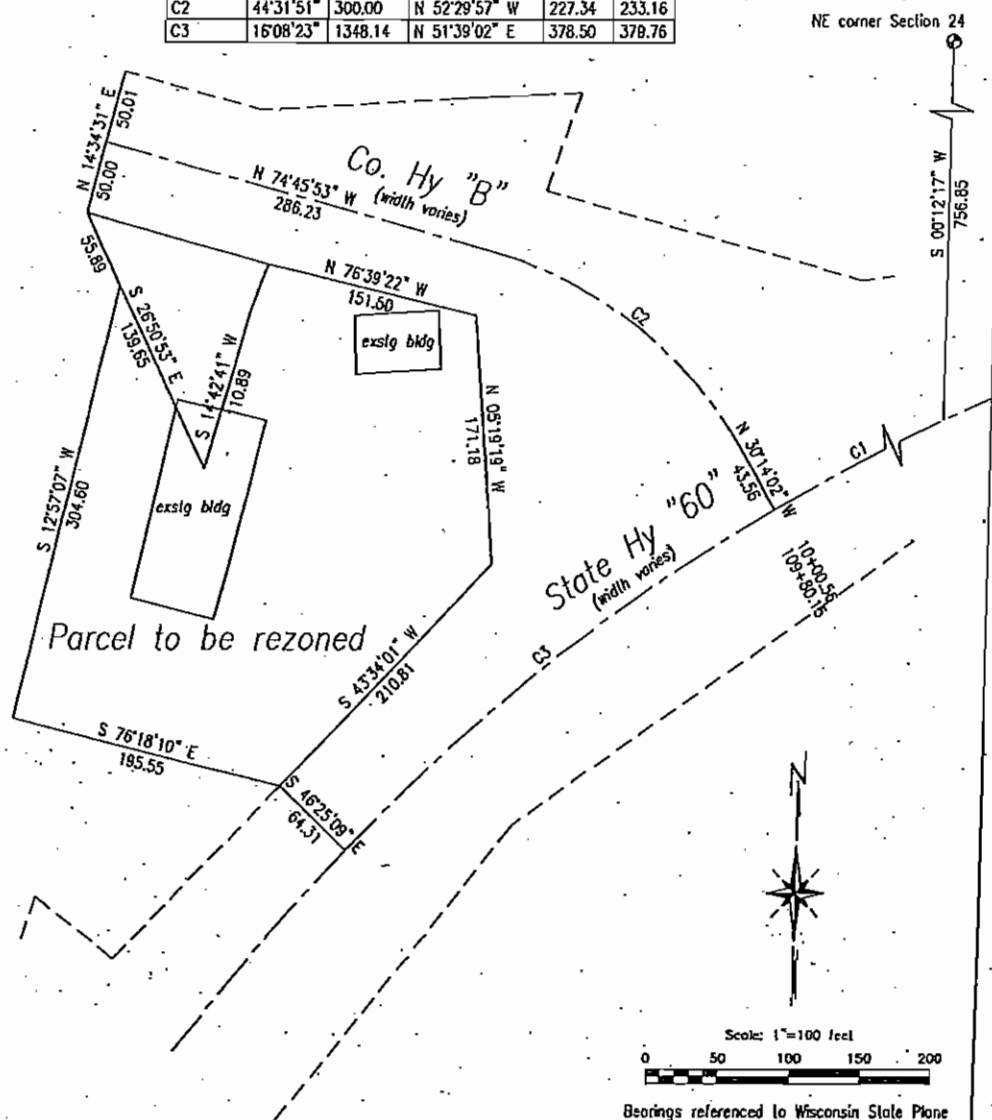 C2 44°31'51" 300.00 N 52°29'57" W 227.34 233.16
C3 16°08'23" 1348.14 N 51°39'02" E 378.50 379.76
NE corner Section 24
N 14°34'31" E
50.01
50.00
Co. Hy "B"
(width varies)
N 74°45'53" W
286.23
S 00°12'17" W
756.85
55.89
N 76°39'22" W
151.60
C2
S 26°50'53" E
139.65
exstg bldg
S 14°42'41" W
10.89
N 05°19'19" W
171.18
N 30°14'02" W
43.56
C1
S 12°57'07" W
304.60
exstg bldg
State Hy "60"
(width varies)
10+00.56
109+80.15
Parcel to be rezoned
C3
S 43°34'01" W
210.81
S 76°18'10" E
195.55
S 46°25'09" E
64.31
N
Scale: 1"=100 feet
0 50 100 150 200
Bearings referenced to Wisconsin State Plane